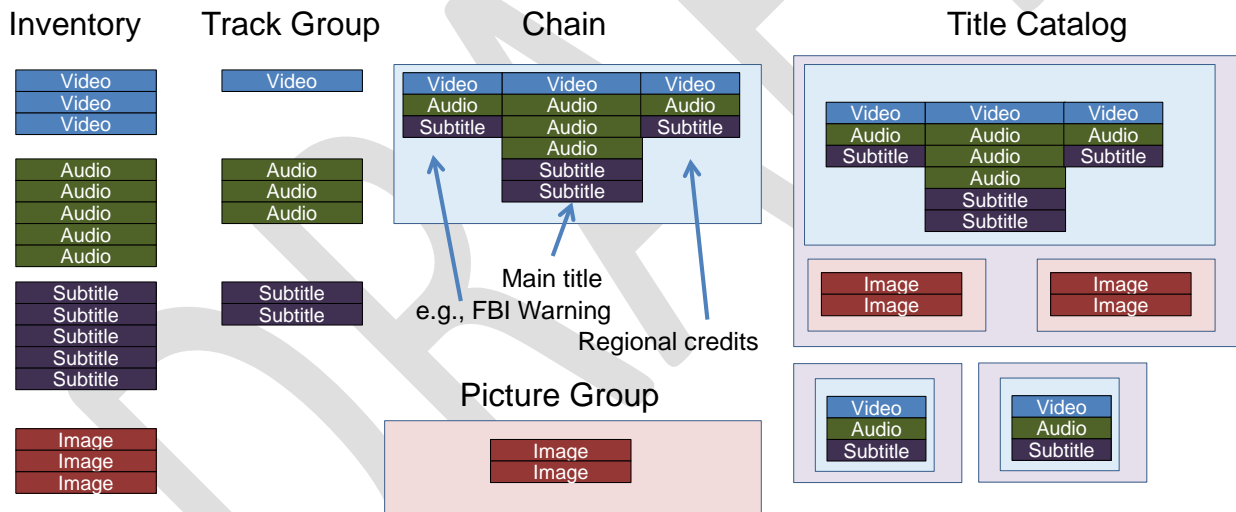 Inventory
Video
Video
Video
Audio
Audio
Audio
Audio
Audio
Subtitle
Subtitle
Subtitle
Subtitle
Subtitle
Image
Image
Image
Track Group
Video
Audio
Audio
Audio
Subtitle
Subtitle
Chain
Video Video Video
Audio Audio Audio
Subtitle Audio Subtitle
Audio
Subtitle
Subtitle
Main title
e.g., FBI Warning
Regional credits
Picture Group
Image
Image
Title Catalog
Video Video Video
Audio Audio Audio
Subtitle Audio Subtitle
Audio
Subtitle
Subtitle
Image Image
Image Image
Video Video
Audio Audio
Subtitle Subtitle